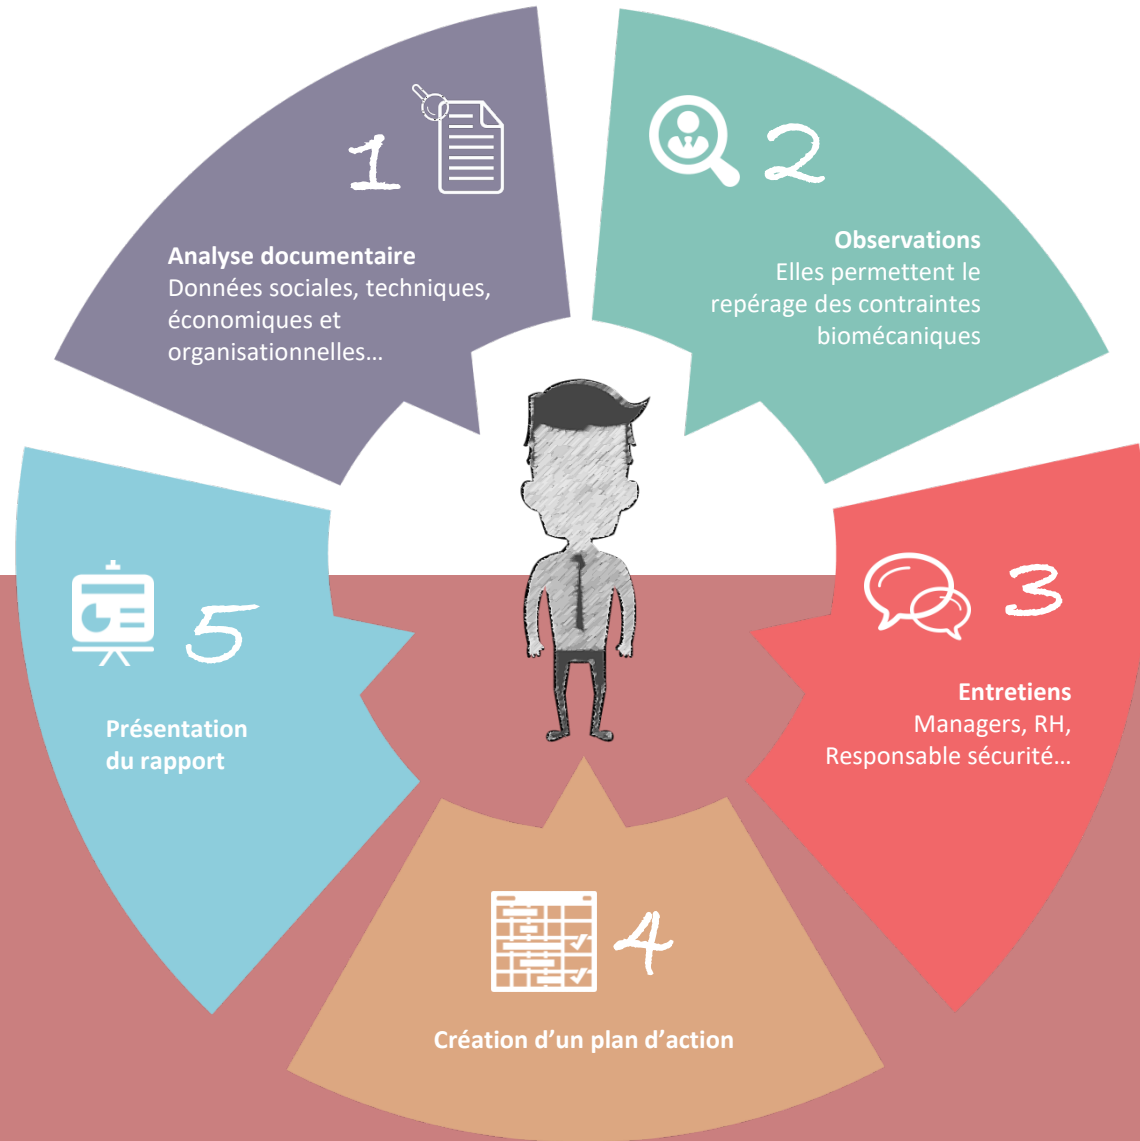 1
Analyse documentaire
Données sociales, techniques,
économiques et
organisationnelles…
2
Observations
Elles permettent le
repérage des contraintes
biomécaniques
3
Entretiens
Managers, RH,
Responsable sécurité…
4
Création d’un plan d’action
5
Présentation
du rapport